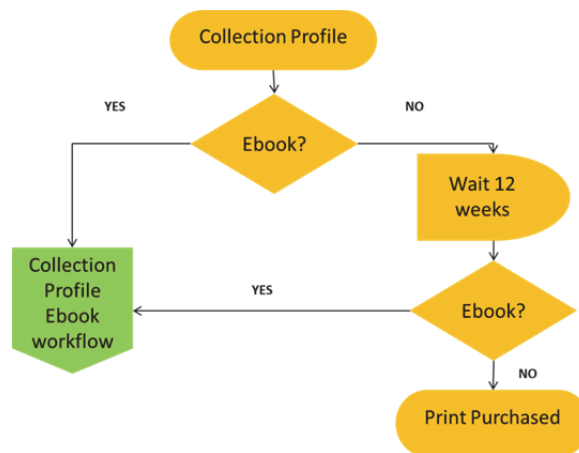 Collection Profile
YES
NO
Ebook?
Wait 12
weeks
Collection
Profile
Ebook
workflow
YES
Ebook?
NO
Print Purchased